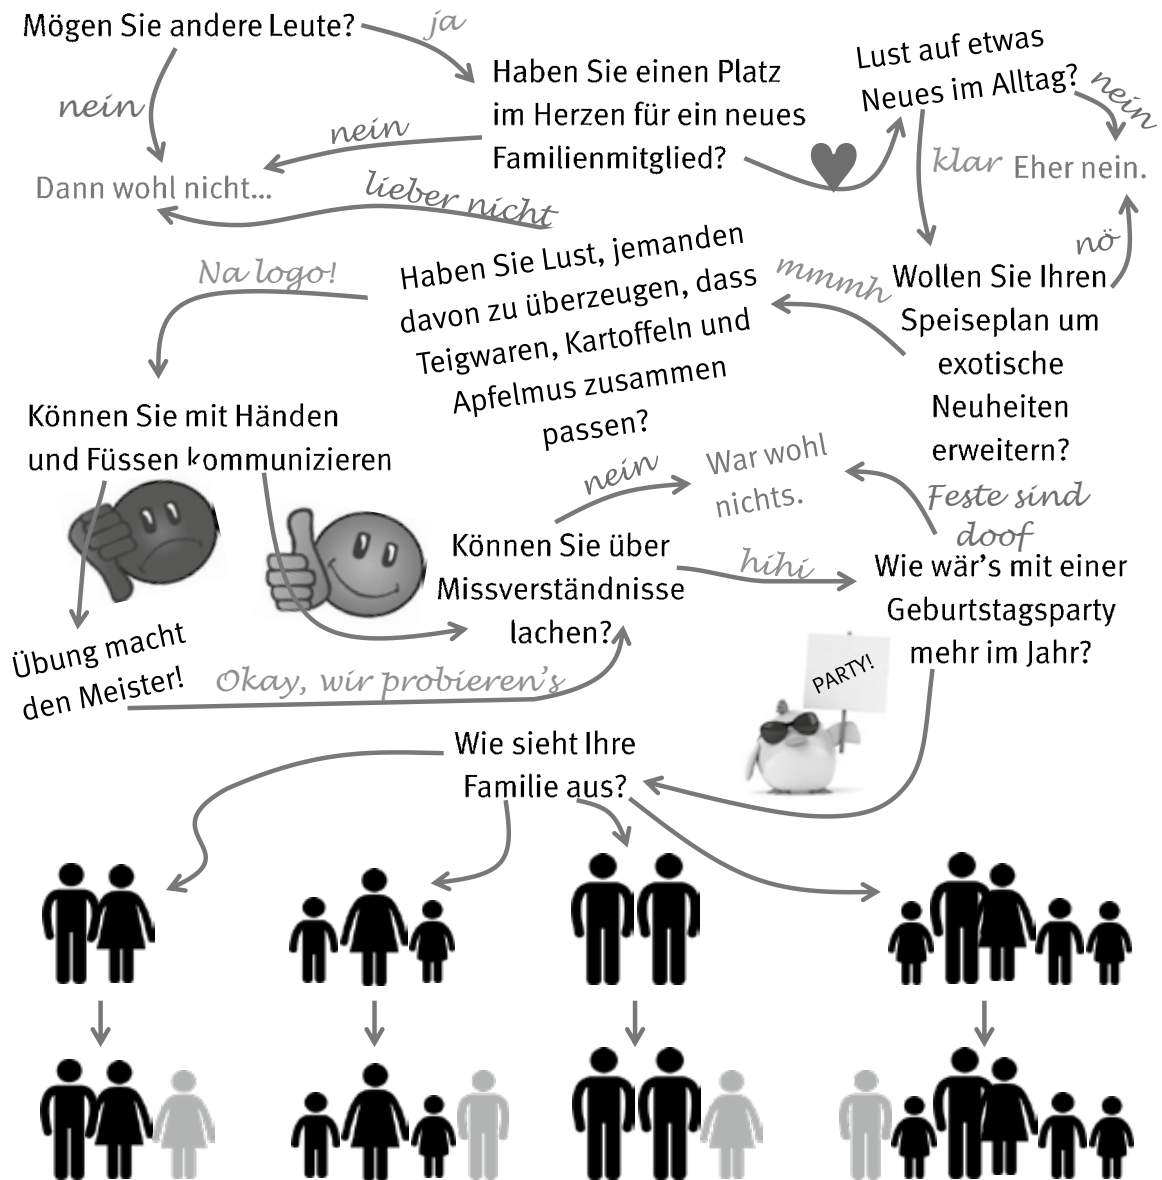 Mögen Sie andere Leute?
ja
nein
Haben Sie einen Platz
im Herzen für ein neues
Familienmitglied?
nein
Dann wohl nicht...
Lust auf etwas
Neues im Alltag?
nein
klar
Eher nein.
nö
Wollen Sie Ihren
Speiseplan um
exotische
Neuheiten
erweitern?
mmmh
lieber nicht
Haben Sie Lust, jemanden
davon zu überzeugen, dass
Teigwaren, Kartoffeln und
Apfelmus zusammen
passen?
Na logo!
Können Sie mit Händen
und Füssen kommunizieren
Übung macht
den Meister!
Okay, wir probieren's
Können Sie über
Missverständnisse
lachen?
nein
War wohl
nichts.
hihi
Feste sind
doof
Wie wär's mit einer
Geburtstagsparty
mehr im Jahr?
PARTY!
Wie sieht Ihre
Familie aus?